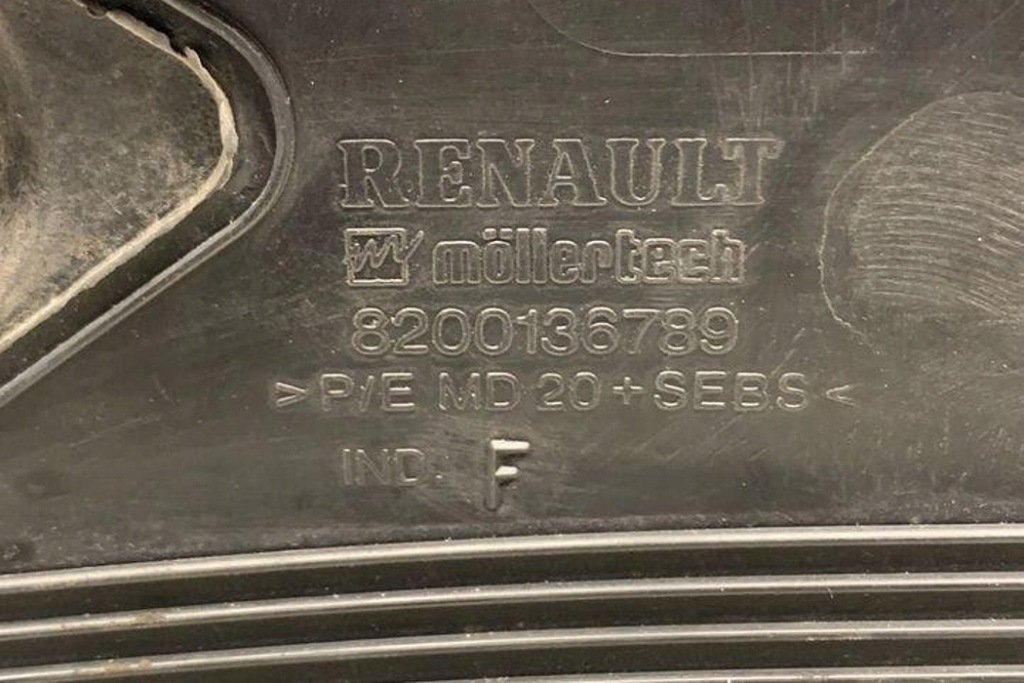 RENAULT
möllertech
8200136789
>P/E MD 20+SEBS<
IND. F